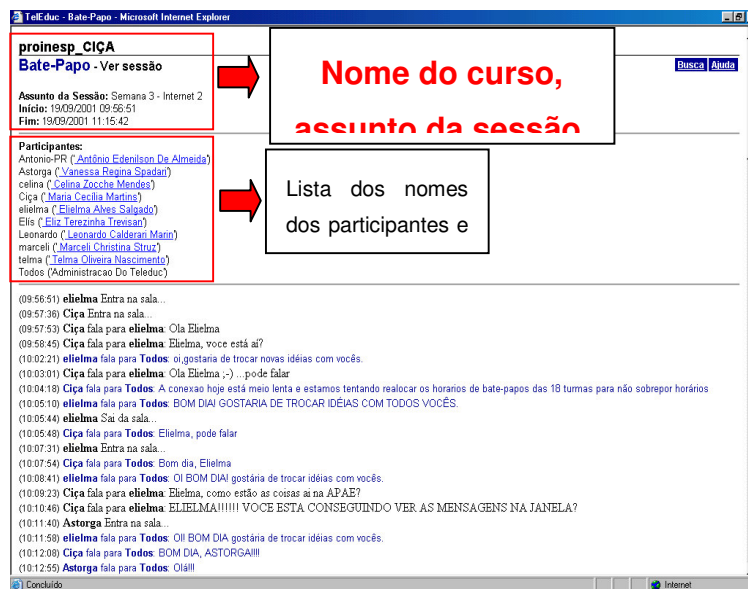 TelEduc - Bate-Papo - Microsoft Internet Explorer
proinesp_CIÇA
Bate-Papo - Ver sessão
Busca Ajuda
Assunto da Sessão: Semana 3 - Internet 2
Início: 19/09/2001 09:56:51
Fim: 19/09/2001 11:15:42
Nome do curso,
assunto da sessão
Participantes:
Antonio-PR (' Antônio Edenilson De Almeida')
Astorga (' Vanessa Regina Spadari')
celina (' Celina Zocche Mendes')
Ciça (' Maria Cecília Martins')
elielma (' Elielma Alves Salgado')
Elís (' Eliz Terezinha Trevisan')
Leonardo (' Leonardo Calderari Marin')
marceli (' Marceli Christina Struz')
telma (' Telma Oliveira Nascimento')
Todos ('Administracao Do Teleduc')
Lista dos nomes
dos participantes e
(09:56:51) elielma Entra na sala...
(09:57:36) Ciça Entra na sala...
(09:57:53) Ciça fala para elielma: Ola Elielma
(09:58:45) Ciça fala para elielma: Elielma, voce está aí?
(10:02:21) elielma fala para Todos: oi,gostaria de trocar novas idéias com vocês.
(10:03:01) Ciça fala para elielma: Ola Elielma ;-) ...pode falar
(10:04:18) Ciça fala para Todos: A conexao hoje está meio lenta e estamos tentando realocar os horarios de bate-papos das 18 turmas para não sobrepor horários
(10:05:10) elielma fala para Todos: BOM DIA! GOSTARIA DE TROCAR IDÉIAS COM TODOS VOCÊS.
(10:05:44) elielma Sai da sala...
(10:05:48) Ciça fala para Todos: Elielma, pode falar
(10:07:31) elielma Entra na sala...
(10:07:54) Ciça fala para Todos: Bom dia, Elielma
(10:08:41) elielma fala para Todos: OI BOM DIA! gostária de trocar idéias com vocês.
(10:09:23) Ciça fala para elielma: Elielma, como estão as coisas ai na APAE?
(10:10:46) Ciça fala para elielma: ELIELMA!!!!!! VOCE ESTA CONSEGUINDO VER AS MENSAGENS NA JANELA?
(10:11:40) Astorga Entra na sala...
(10:11:58) elielma fala para Todos: OI! BOM DIA gostária de trocar idéias com vocês.
(10:12:08) Ciça fala para Todos: BOM DIA, ASTORGA!!!!
(10:12:55) Astorga fala para Todos: Olá!!!
Concluído
Internet